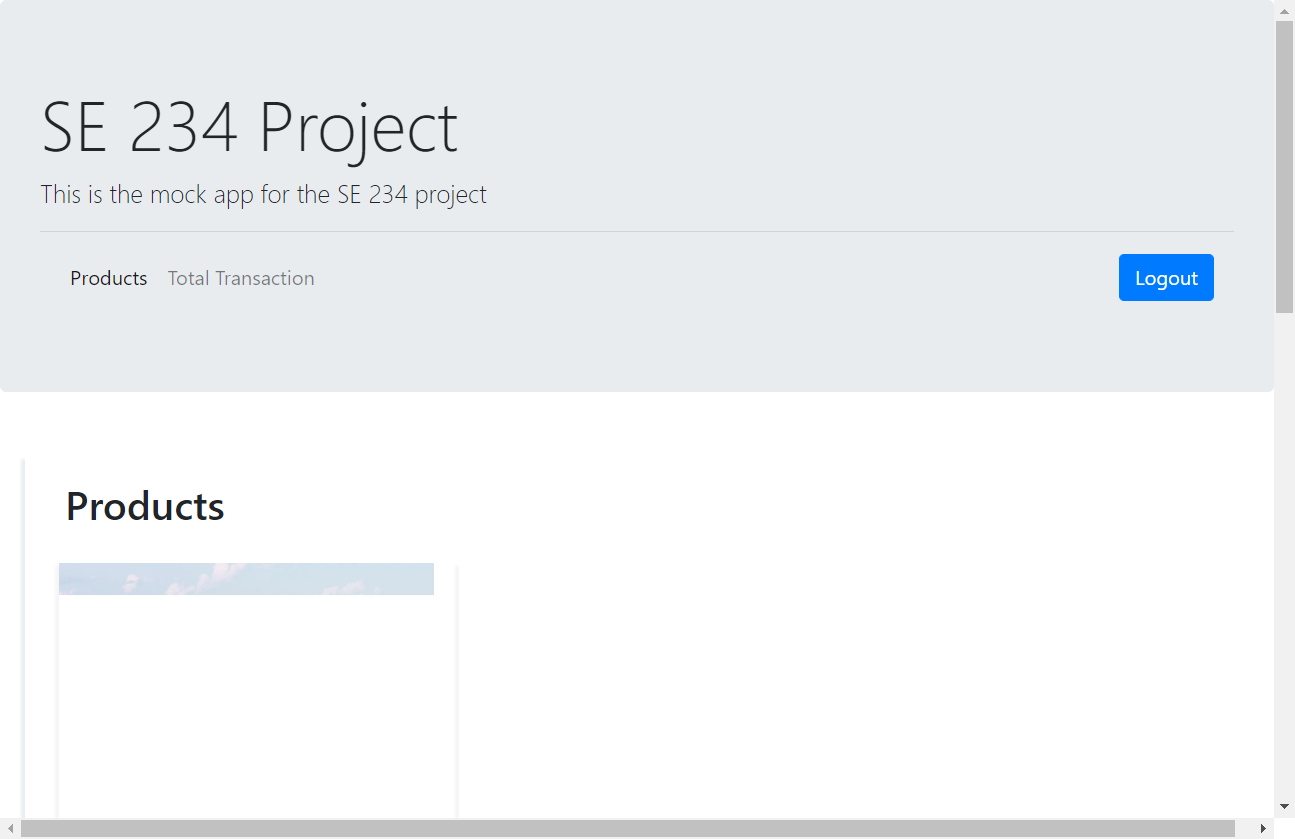 SE 234 Project
This is the mock app for the SE 234 project
Products Total Transaction Logout
Products